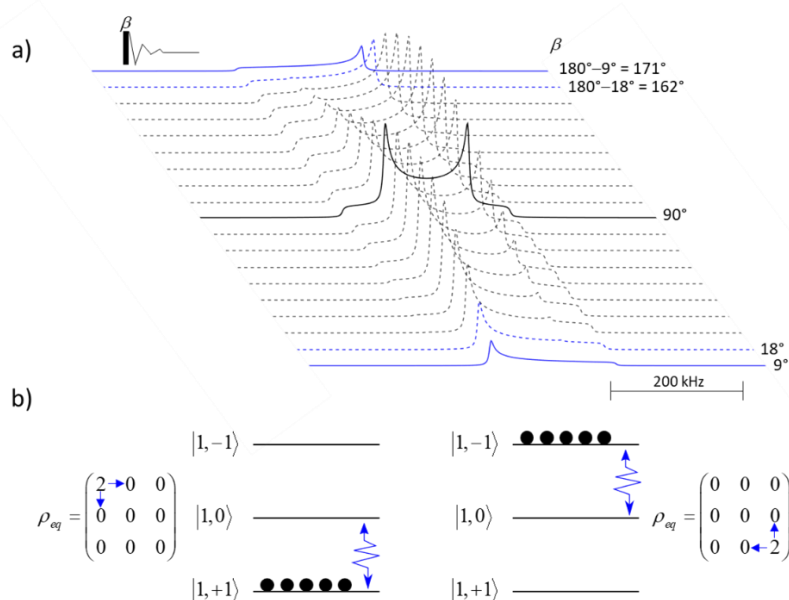 a)
β
β
180°–9° = 171°
180°–18° = 162°
90°
18°
9°
200 kHz
b)
|1,−1⟩
|1,0⟩
|1,+1⟩
ρeq =
2 0 0
0 0 0
0 0 0
|1,−1⟩
|1,0⟩
|1,+1⟩
ρeq =
0 0 0
0 0 0
0 0 2